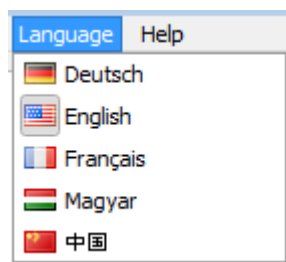 Language Help
Deutsch
English
Français
Magyar
中国